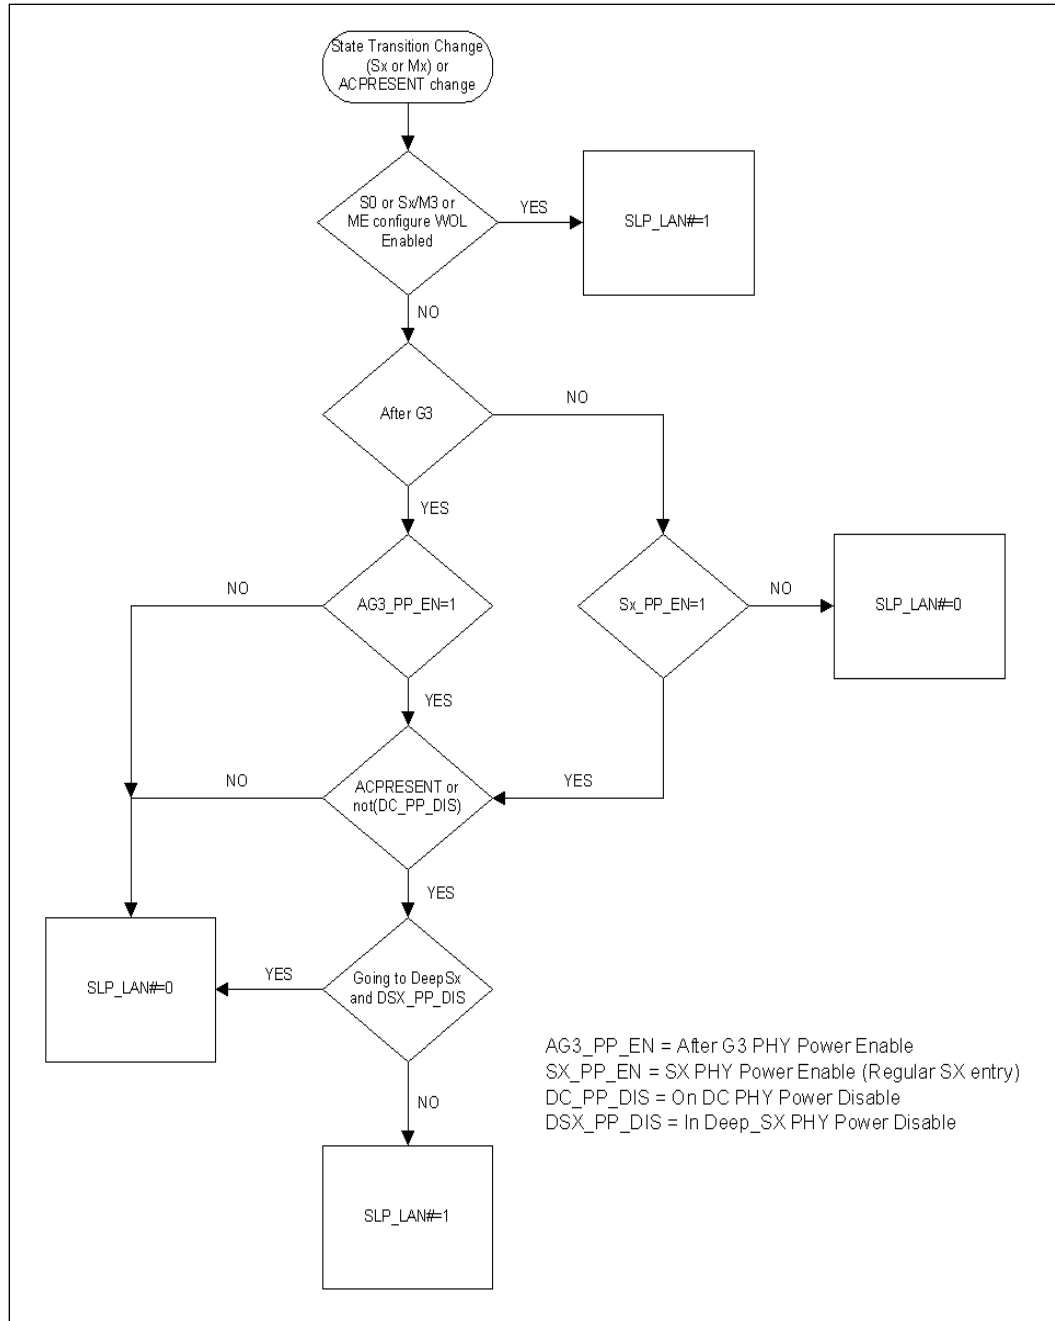 State Transition Change
(Sx or Mx) or
ACPRESENT change
S0 or Sx/M3 or
ME configure WOL
Enabled
YES
SLP_LAN#=1
NO
After G3
NO
YES
NO
AG3_PP_EN=1
Sx_PP_EN=1
NO
SLP_LAN#=0
YES
NO
ACPRESENT or
not(DC_PP_DIS)
YES
YES
SLP_LAN#=0
YES
Going to DeepSx
and DSX_PP_DIS
AG3_PP_EN = After G3 PHY Power Enable
SX_PP_EN = SX PHY Power Enable (Regular SX entry)
DC_PP_DIS = On DC PHY Power Disable
DSX_PP_DIS = In Deep_SX PHY Power Disable
NO
SLP_LAN#=1